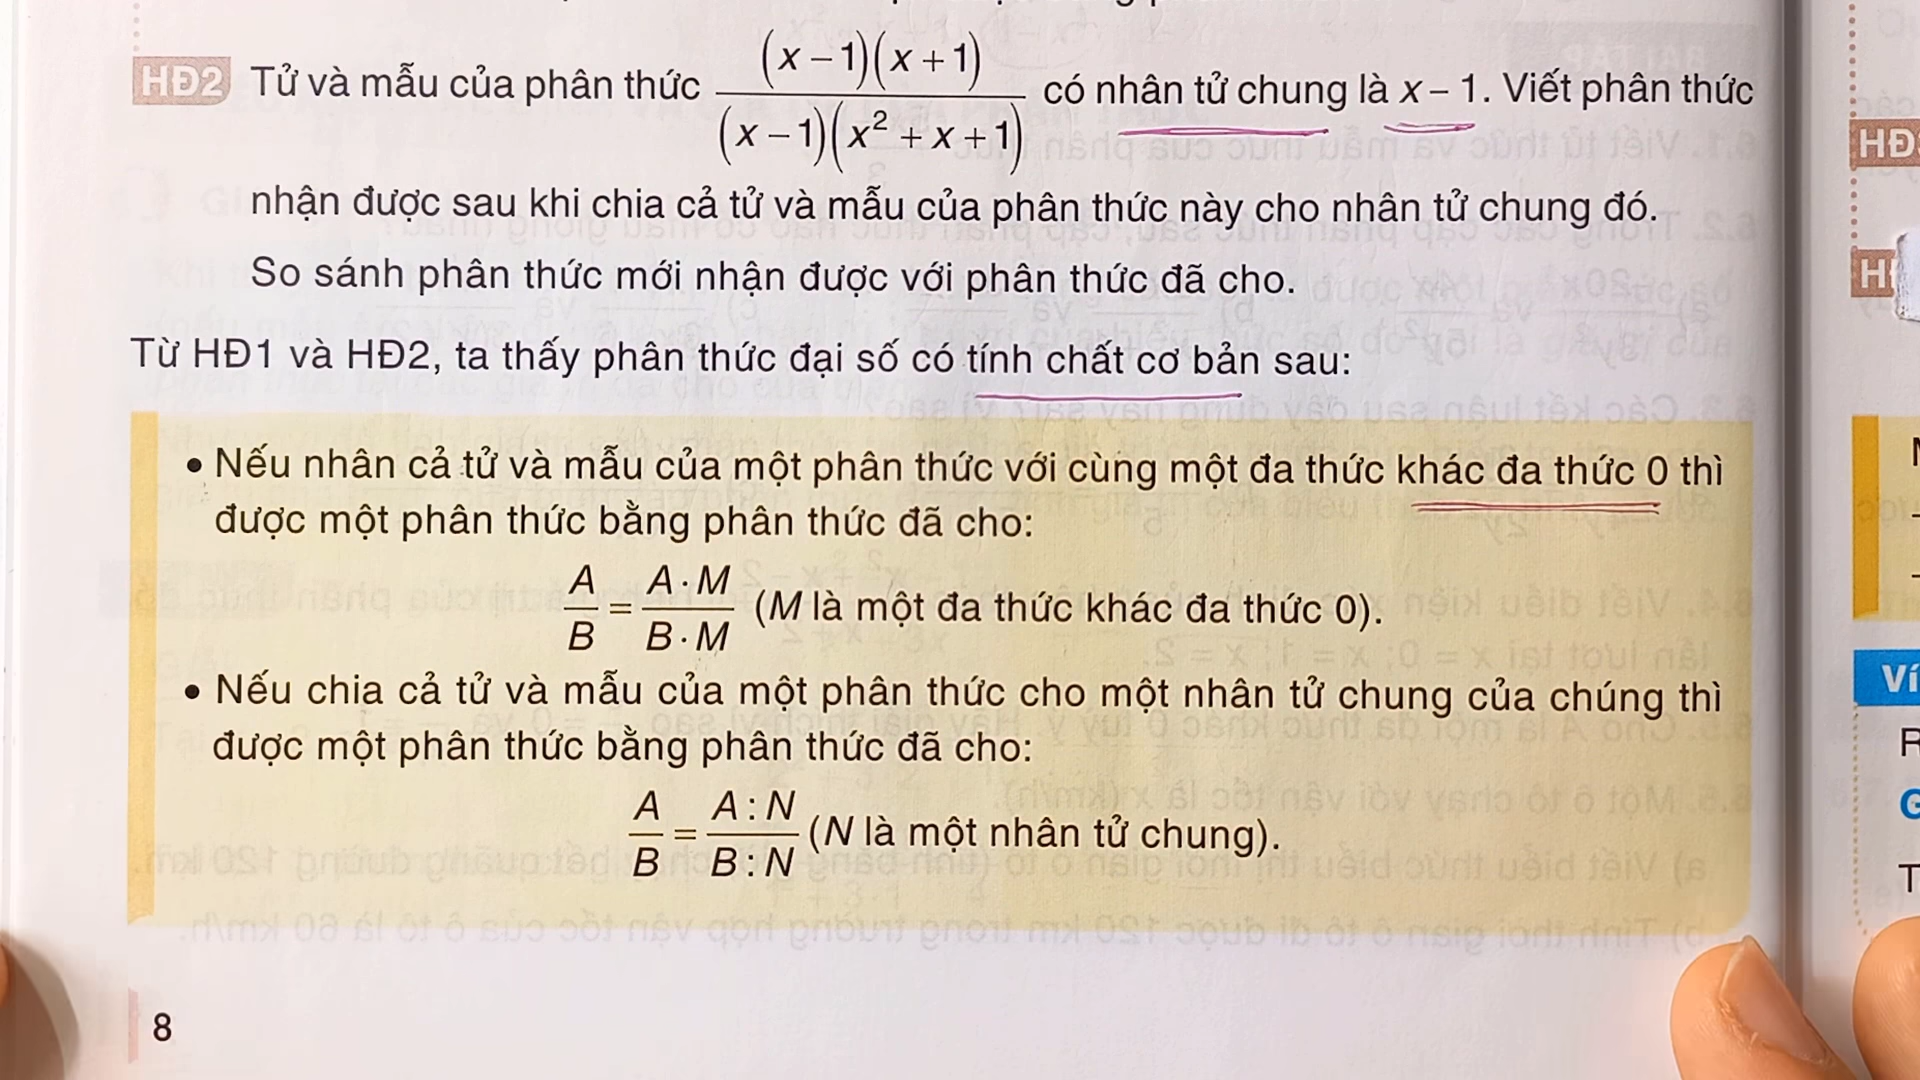 HĐ2 Tử và mẫu của phân thức \frac{(x-1)(x+1)}{(x-1)(x^2+x+1)} có nhân tử chung là x – 1. Viết phân thức
nhận được sau khi chia cả tử và mẫu của phân thức này cho nhân tử chung đó.
So sánh phân thức mới nhận được với phân thức đã cho.
Từ HĐ1 và HĐ2, ta thấy phân thức đại số có tính chất cơ bản sau:
• Nếu nhân cả tử và mẫu của một phân thức với cùng một đa thức khác đa thức 0 thì
được một phân thức bằng phân thức đã cho:
\frac{A}{B} = \frac{A·M}{B·M} (M là một đa thức khác đa thức 0).
• Nếu chia cả tử và mẫu của một phân thức cho một nhân tử chung của chúng thì
được một phân thức bằng phân thức đã cho:
\frac{A}{B} = \frac{A:N}{B:N} (N là một nhân tử chung).
8
HĐ
Ví